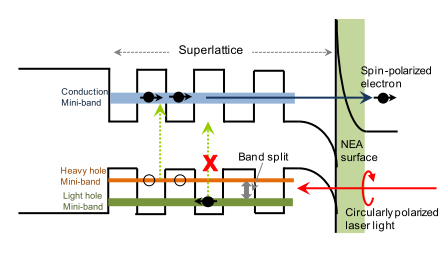 Superlattice
Spin-polarized
electron
Conduction
Mini-band
NEA
surface
Band split
Heavy hole
Mini-band
X
Light hole
Mini-band
Circularly polarized
laser light